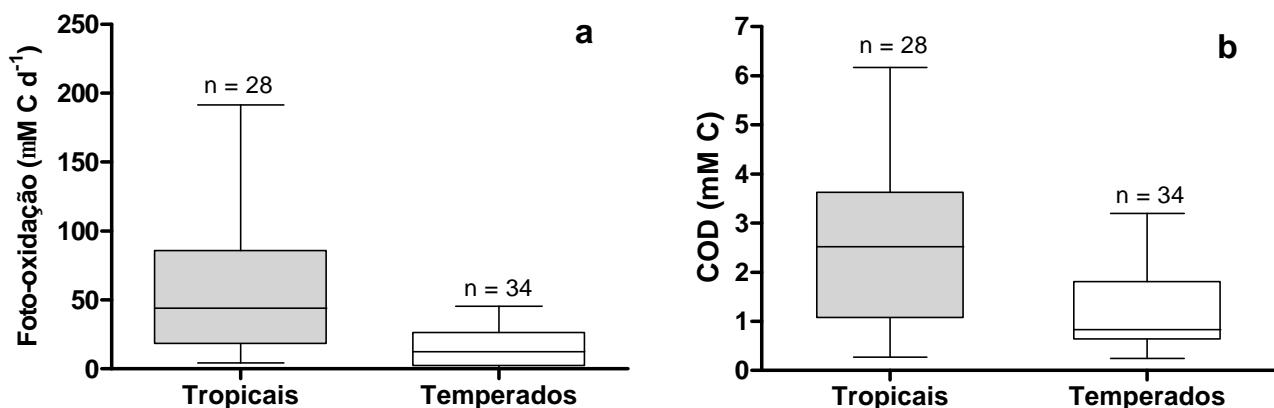 a
Foto-oxidação (mM C d-1)
250
200
150
100
50
0
n = 28
n = 34
Tropicais
Temperados
b
COD (mM C)
7
6
5
4
3
2
1
0
n = 28
n = 34
Tropicais
Temperados